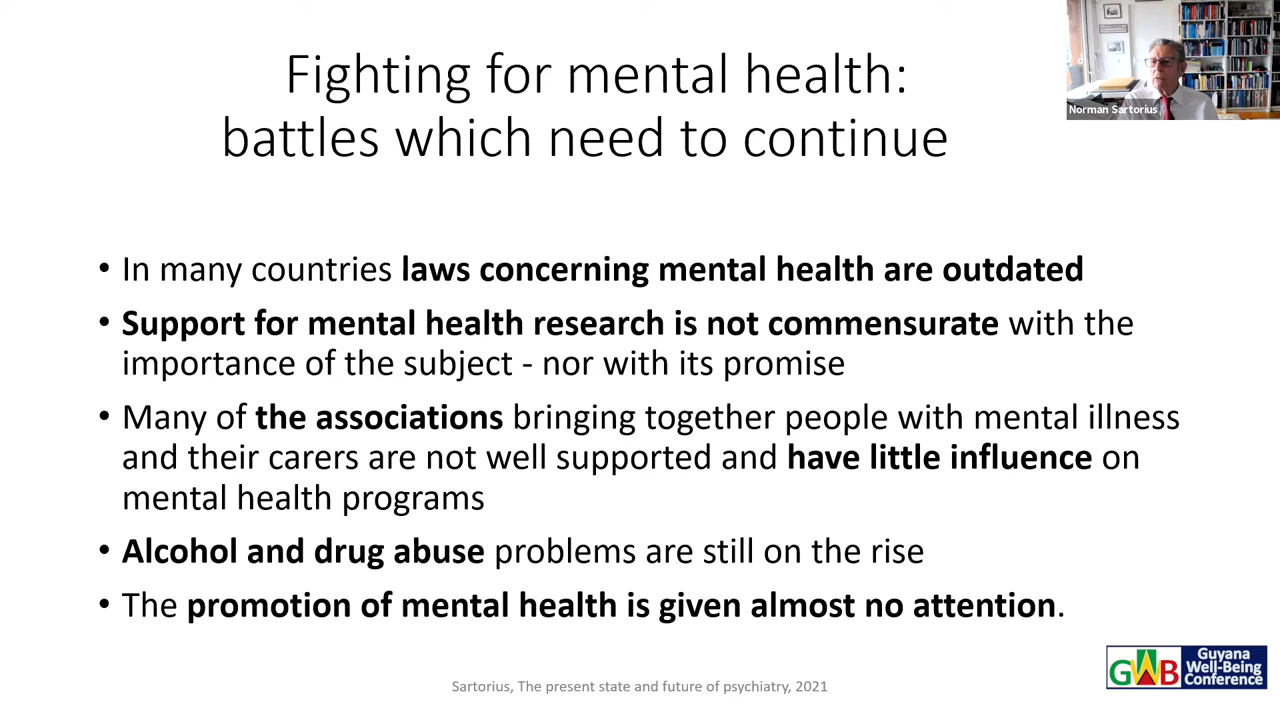 Fighting for mental health:
battles which need to continue
Norman Sartorius
• In many countries laws concerning mental health are outdated
• Support for mental health research is not commensurate with the
importance of the subject - nor with its promise
• Many of the associations bringing together people with mental illness
and their carers are not well supported and have little influence on
mental health programs
• Alcohol and drug abuse problems are still on the rise
• The promotion of mental health is given almost no attention.
Sartorius, The present state and future of psychiatry, 2021
GWB
Guyana
Well-Being
Conference